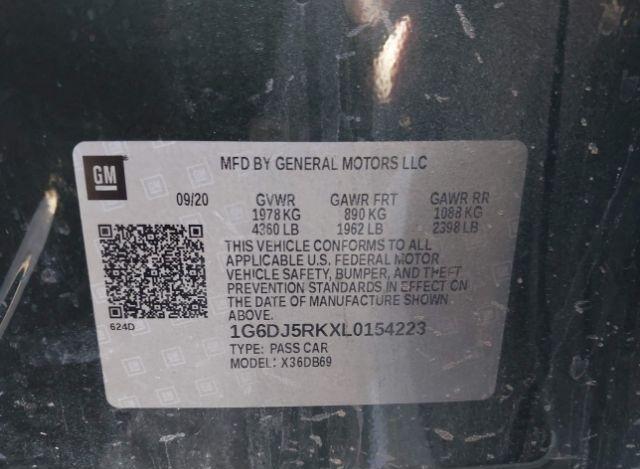 GM
MFD BY GENERAL MOTORS LLC
09/20 GVWR GAWR FRT GAWR RR
1978 KG 890 KG 1088 KG
4360 LB 1962 LB 2398 LB
THIS VEHICLE CONFORMS TO ALL
APPLICABLE U.S. FEDERAL MOTOR
VEHICLE SAFETY, BUMPER, AND THEFT
PREVENTION STANDARDS IN EFFECT ON
THE DATE OF MANUFACTURE SHOWN
ABOVE.
624D
1G6DJ5RKXL0154223
TYPE: PASS CAR
MODEL: X36DB69